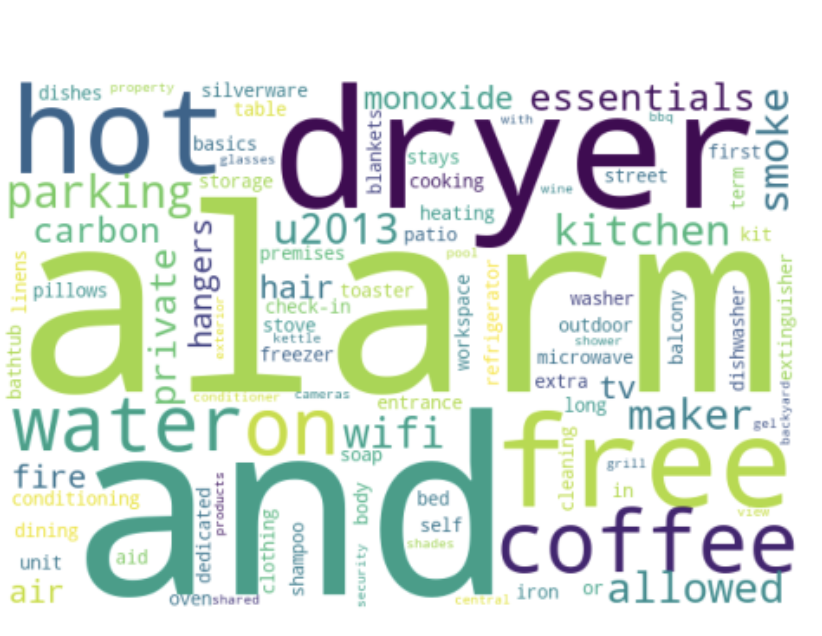 dishes
property
silverware
table
hot
dryer
monoxide
essentials
smoke
basics
glasses
blankets
with
bbq
first
stays
cooking
wine
street
term
parking
storage
heating
carbon
hangers
u2013
patio
kitchen
kit
premises
pool
linens
pillows
private
alarm
hair
toaster
check-in
stove
kettle
freezer
exterior
workspace
refrigerator
washer
outdoor
shower
microwave
balcony
dishwasher
extinguisher
bathtub
conditioner
cameras
entrance
extra
tv
long
maker
gel
backyard
water
on
wifi
soap
free
cleaning
grill
in
view
fire
conditioning
dining
unit
aid
air
and
dedicated
products
clothing
shampoo
body
security
bed
self
shades
coffee
oven
shared
central
iron
or
allowed